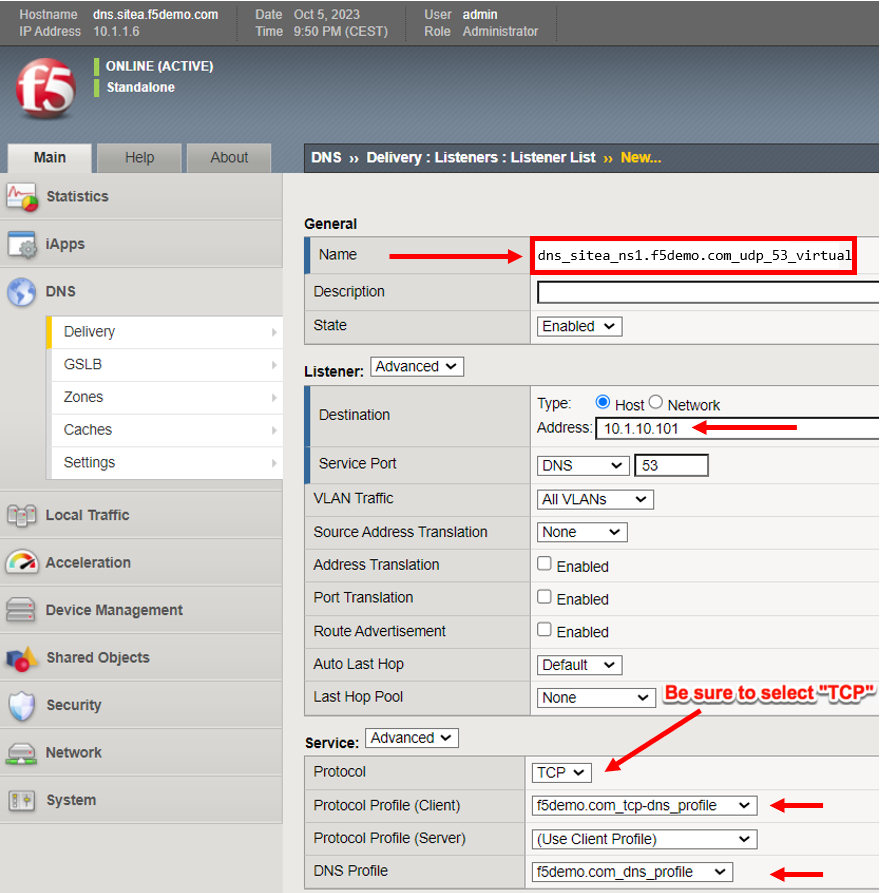 Hostname dns.sitea.f5demo.com Date Oct 5, 2023 User admin
IP Address 10.1.1.6 Time 9:50 PM (CEST) Role Administrator
f5
ONLINE (ACTIVE)
Standalone
Main Help About
DNS ›› Delivery : Listeners : Listener List ›› New...
Statistics
iApps
DNS
Delivery
GSLB
Zones
Caches
Settings
Local Traffic
Acceleration
Device Management
Shared Objects
Security
Network
System
General
Name dns_sitea_ns1.f5demo.com_udp_53_virtual
Description
State Enabled
Listener: Advanced
Destination Type: Host Network
Address: 10.1.10.101
Service Port DNS 53
VLAN Traffic All VLANs
Source Address Translation None
Address Translation Enabled
Port Translation Enabled
Route Advertisement Enabled
Auto Last Hop Default
Last Hop Pool None
Be sure to select "TCP"
Service: Advanced
Protocol TCP
Protocol Profile (Client) f5demo.com_tcp-dns_profile
Protocol Profile (Server) (Use Client Profile)
DNS Profile f5demo.com_dns_profile